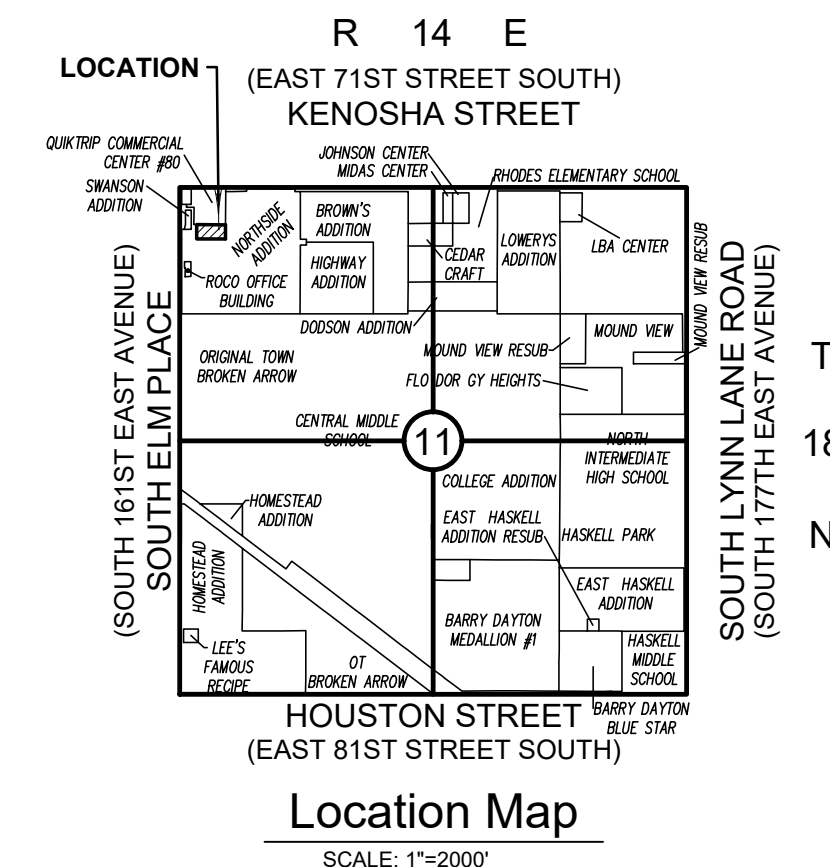 R 14 E
LOCATION
(EAST 71ST STREET SOUTH)
KENOSHA STREET
QUIKTRIP COMMERCIAL
CENTER #80
SWANSON
ADDITION
JOHNSON CENTER
MIDAS CENTER
RHODES ELEMENTARY SCHOOL
NORTHSIDE
ADDITION
BROWN'S
ADDITION
HIGHWAY
ADDITION
CEDAR
CRAFT
LOWERYS
ADDITION
LBA CENTER
ROCO OFFICE
BUILDING
DODSON ADDITION
MOUND VIEW RESUB
MOUND VIEW
MOUND VIEW RESUB
ORIGINAL TOWN
BROKEN ARROW
FLO DOR GY HEIGHTS
(SOUTH 161ST EAST AVENUE)
SOUTH ELM PLACE
SOUTH LYNN LANE ROAD
(SOUTH 177TH EAST AVENUE)
T
18
N
CENTRAL MIDDLE
SCHOOL
11
NORTH
INTERMEDIATE
HIGH SCHOOL
COLLEGE ADDITION
HOMESTEAD
ADDITION
EAST HASKELL
ADDITION RESUB
HASKELL PARK
HOMESTEAD
ADDITION
EAST HASKELL
ADDITION
BARRY DAYTON
MEDALLION #1
LEE'S
FAMOUS
RECIPE
OT
BROKEN ARROW
HASKELL
MIDDLE
SCHOOL
BARRY DAYTON
BLUE STAR
HOUSTON STREET
(EAST 81ST STREET SOUTH)
Location Map
SCALE: 1"=2000'